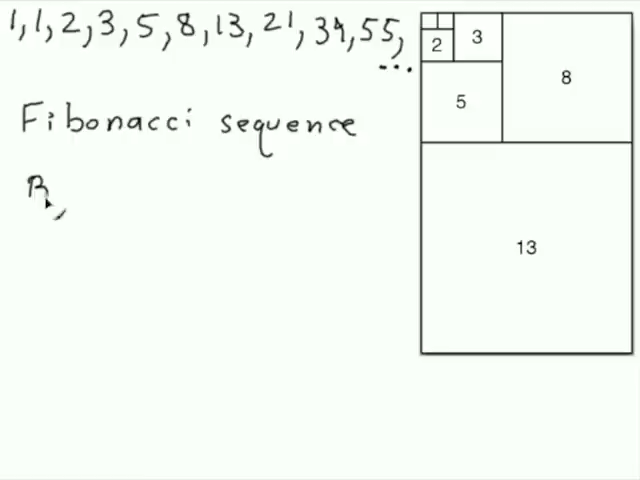 1, 1, 2, 3, 5, 8, 13, 21, 34, 55,
...
Fibonacci sequence
B
2
3
8
5
13